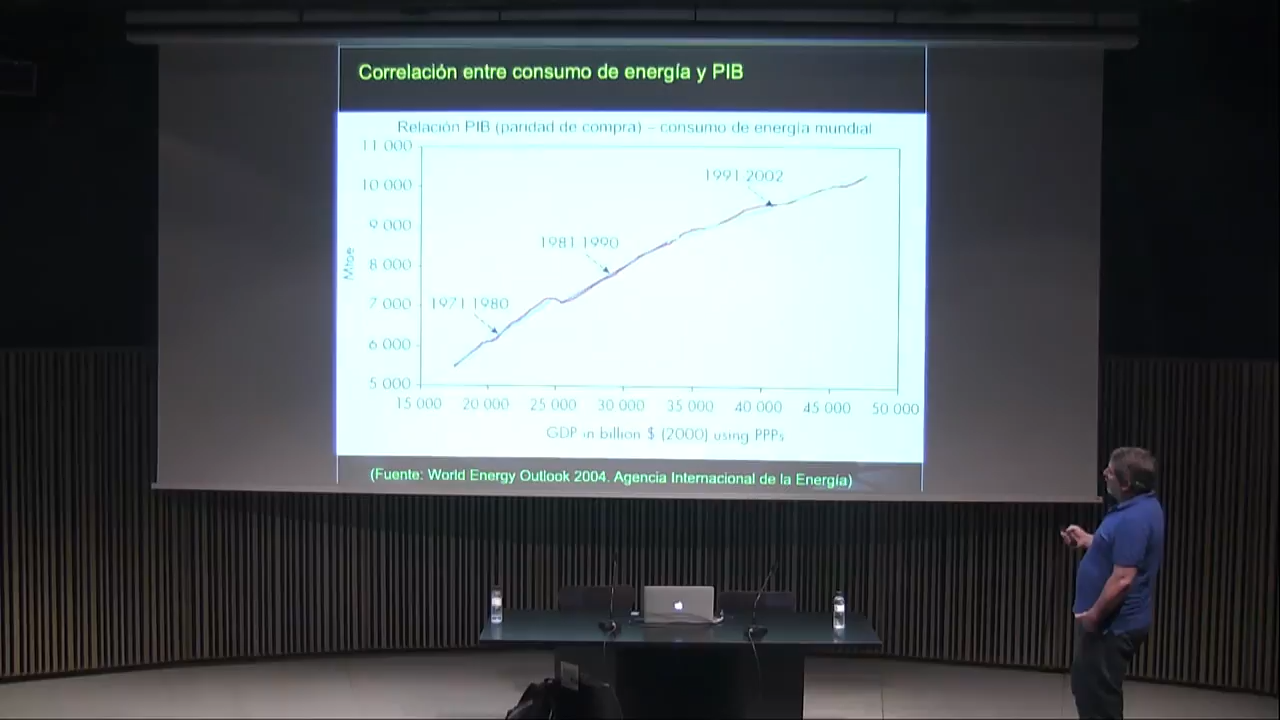 Correlación entre consumo de energía y PIB
Relación PIB (paridad de compra) – consumo de energía mundial
11 000
10 000
9 000
8 000
7 000
6 000
5 000
Mtoe
1971 1980
1981 1990
1991 2002
15 000 20 000 25 000 30 000 35 000 40 000 45 000 50 000
GDP in billion $ (2000) using PPPs
(Fuente: World Energy Outlook 2004. Agencia Internacional de la Energía)